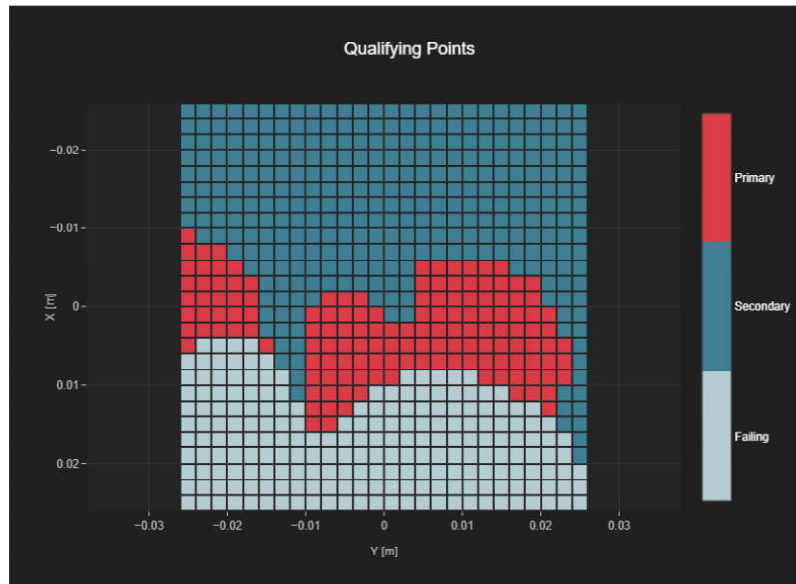 Qualifying Points
−0.02
−0.01
0
0.01
0.02
X [m]
−0.03
−0.02
−0.01
0
0.01
0.02
0.03
Y [m]
Primary
Secondary
Failing